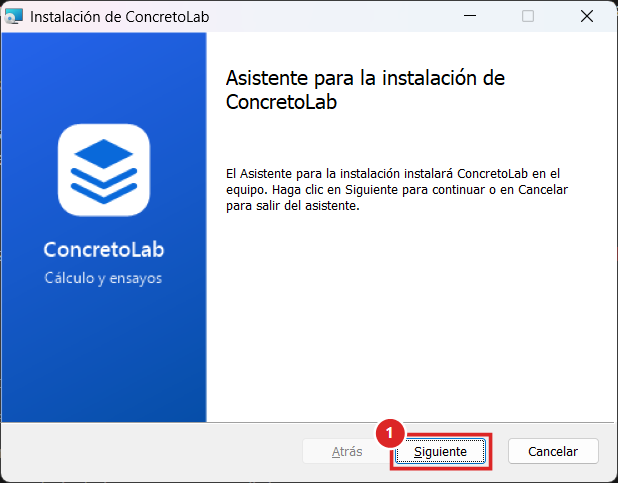 Instalación de ConcretoLab
Asistente para la instalación de
ConcretoLab
El Asistente para la instalación instalará ConcretoLab en el
equipo. Haga clic en Siguiente para continuar o en Cancelar
para salir del asistente.
ConcretoLab
Cálculo y ensayos
1
Atrás
Siguiente
Cancelar